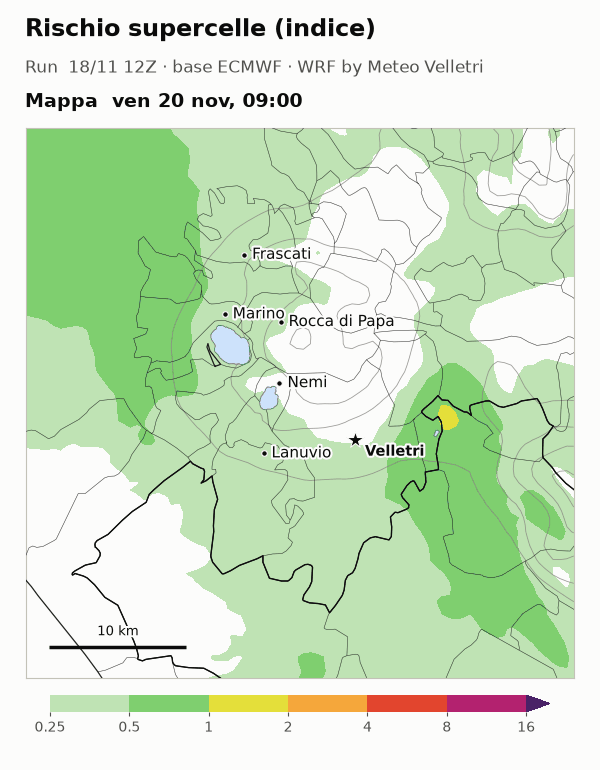 Rischio supercelle (indice)
Run 18/11 12Z · base ECMWF · WRF by Meteo Velletri
Mappa ven 20 nov, 09:00
Frascati
Marino
Rocca di Papa
Nemi
Velletri
Lanuvio
10 km
0.25 0.5 1 2 4 8 16